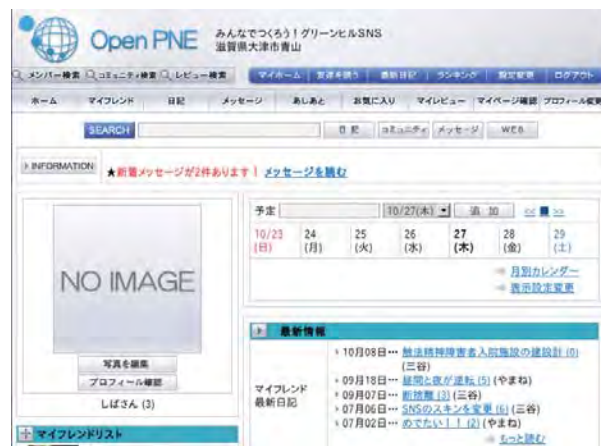 Open PNE
みんなでつくろう！グリーンヒルSNS
滋賀県大津市青山
メンバー検索 コミュニティ検索 レビュー検索
マイホーム 友達を誘う 最新日記 ランキング 設定変更 ログアウト
ホーム マイフレンド 日記 メッセージ あしあと お気に入り マイレビュー マイページ確認 プロフィール変更
SEARCH 日記 コミュニティ メッセージ WEB
INFORMATION
★新着メッセージが2件あります！ メッセージを読む
NO IMAGE
写真を編集
プロフィール確認
しばさん (3)
マイフレンドリスト
予定 10/27(木) 追加 << ■ >>
10/23 24 25 26 27 28 29
(日) (月) (火) (水) (木) (金) (土)
月別カレンダー
表示設定変更
最新情報
マイフレンド
最新日記
10月08日… 触法精神障害者入院施設の建設計 (0)
(三谷)
09月18日… 昼間と夜が逆転 (5) (やまね)
09月07日… 断捨離 (3) (三谷)
07月06日… SNSのスキンを変更 (6) (三谷)
07月02日… めでたい！！ (2) (やまね)
もっと読む